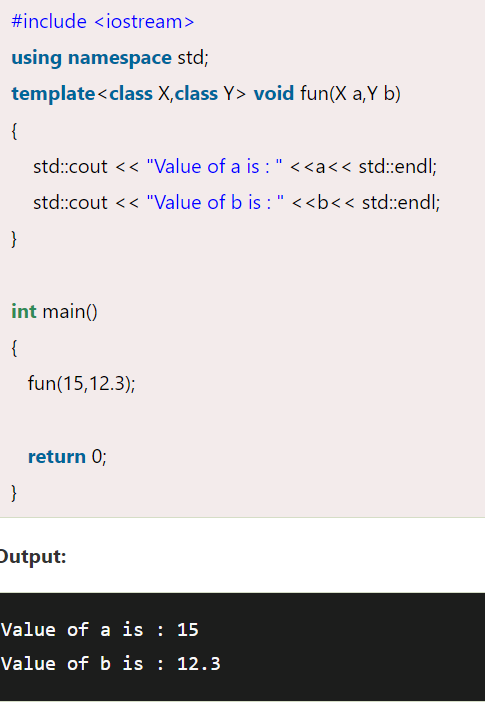 #include <iostream>
using namespace std;
template<class X,class Y> void fun(X a,Y b)
{
std::cout << "Value of a is : " <<a<< std::endl;
std::cout << "Value of b is : " <<b<< std::endl;
}
int main()
{
fun(15,12.3);
return 0;
}
Output:
Value of a is : 15
Value of b is : 12.3